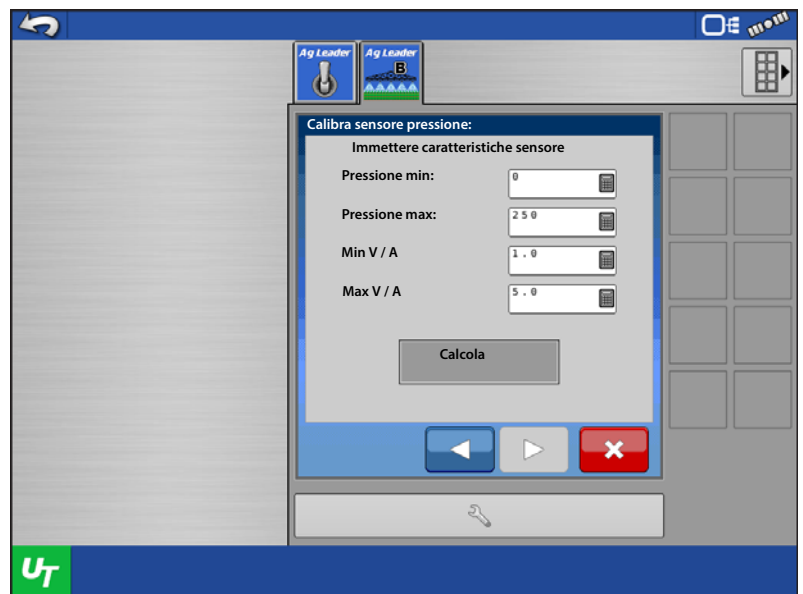 Ag Leader
Ag Leader
B
Calibra sensore pressione:
Immettere caratteristiche sensore
Pressione min:
0
Pressione max:
250
Min V / A
1.0
Max V / A
5.0
Calcola
UT